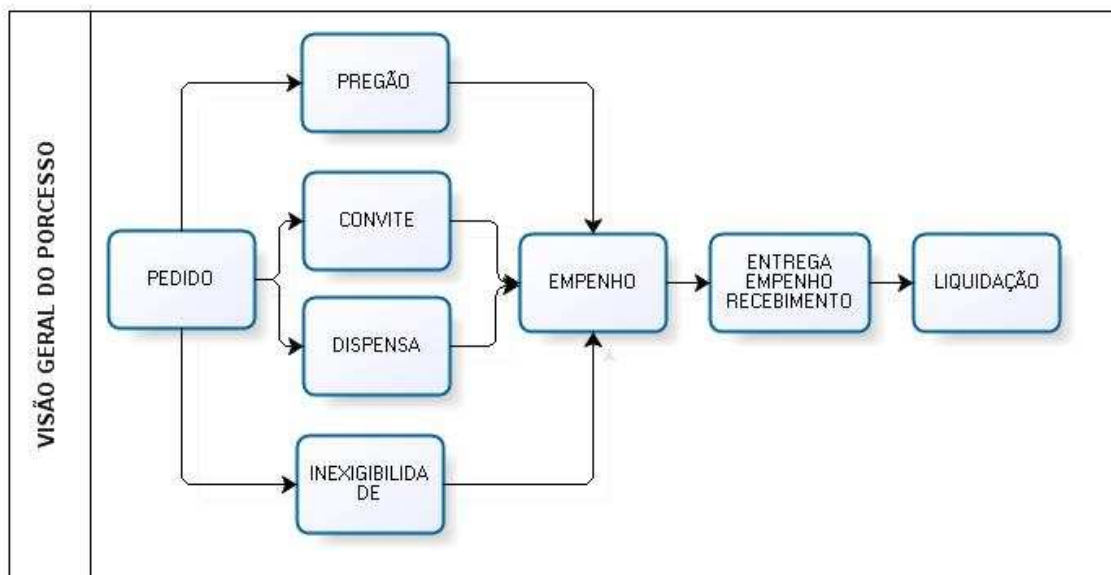 VISÃO GERAL DO PORCESSO
PEDIDO
PREGÃO
CONVITE
DISPENSA
INEXIGIBILIDA
DE
EMPENHO
ENTREGA
EMPENHO
RECEBIMENTO
LIQUIDAÇÃO